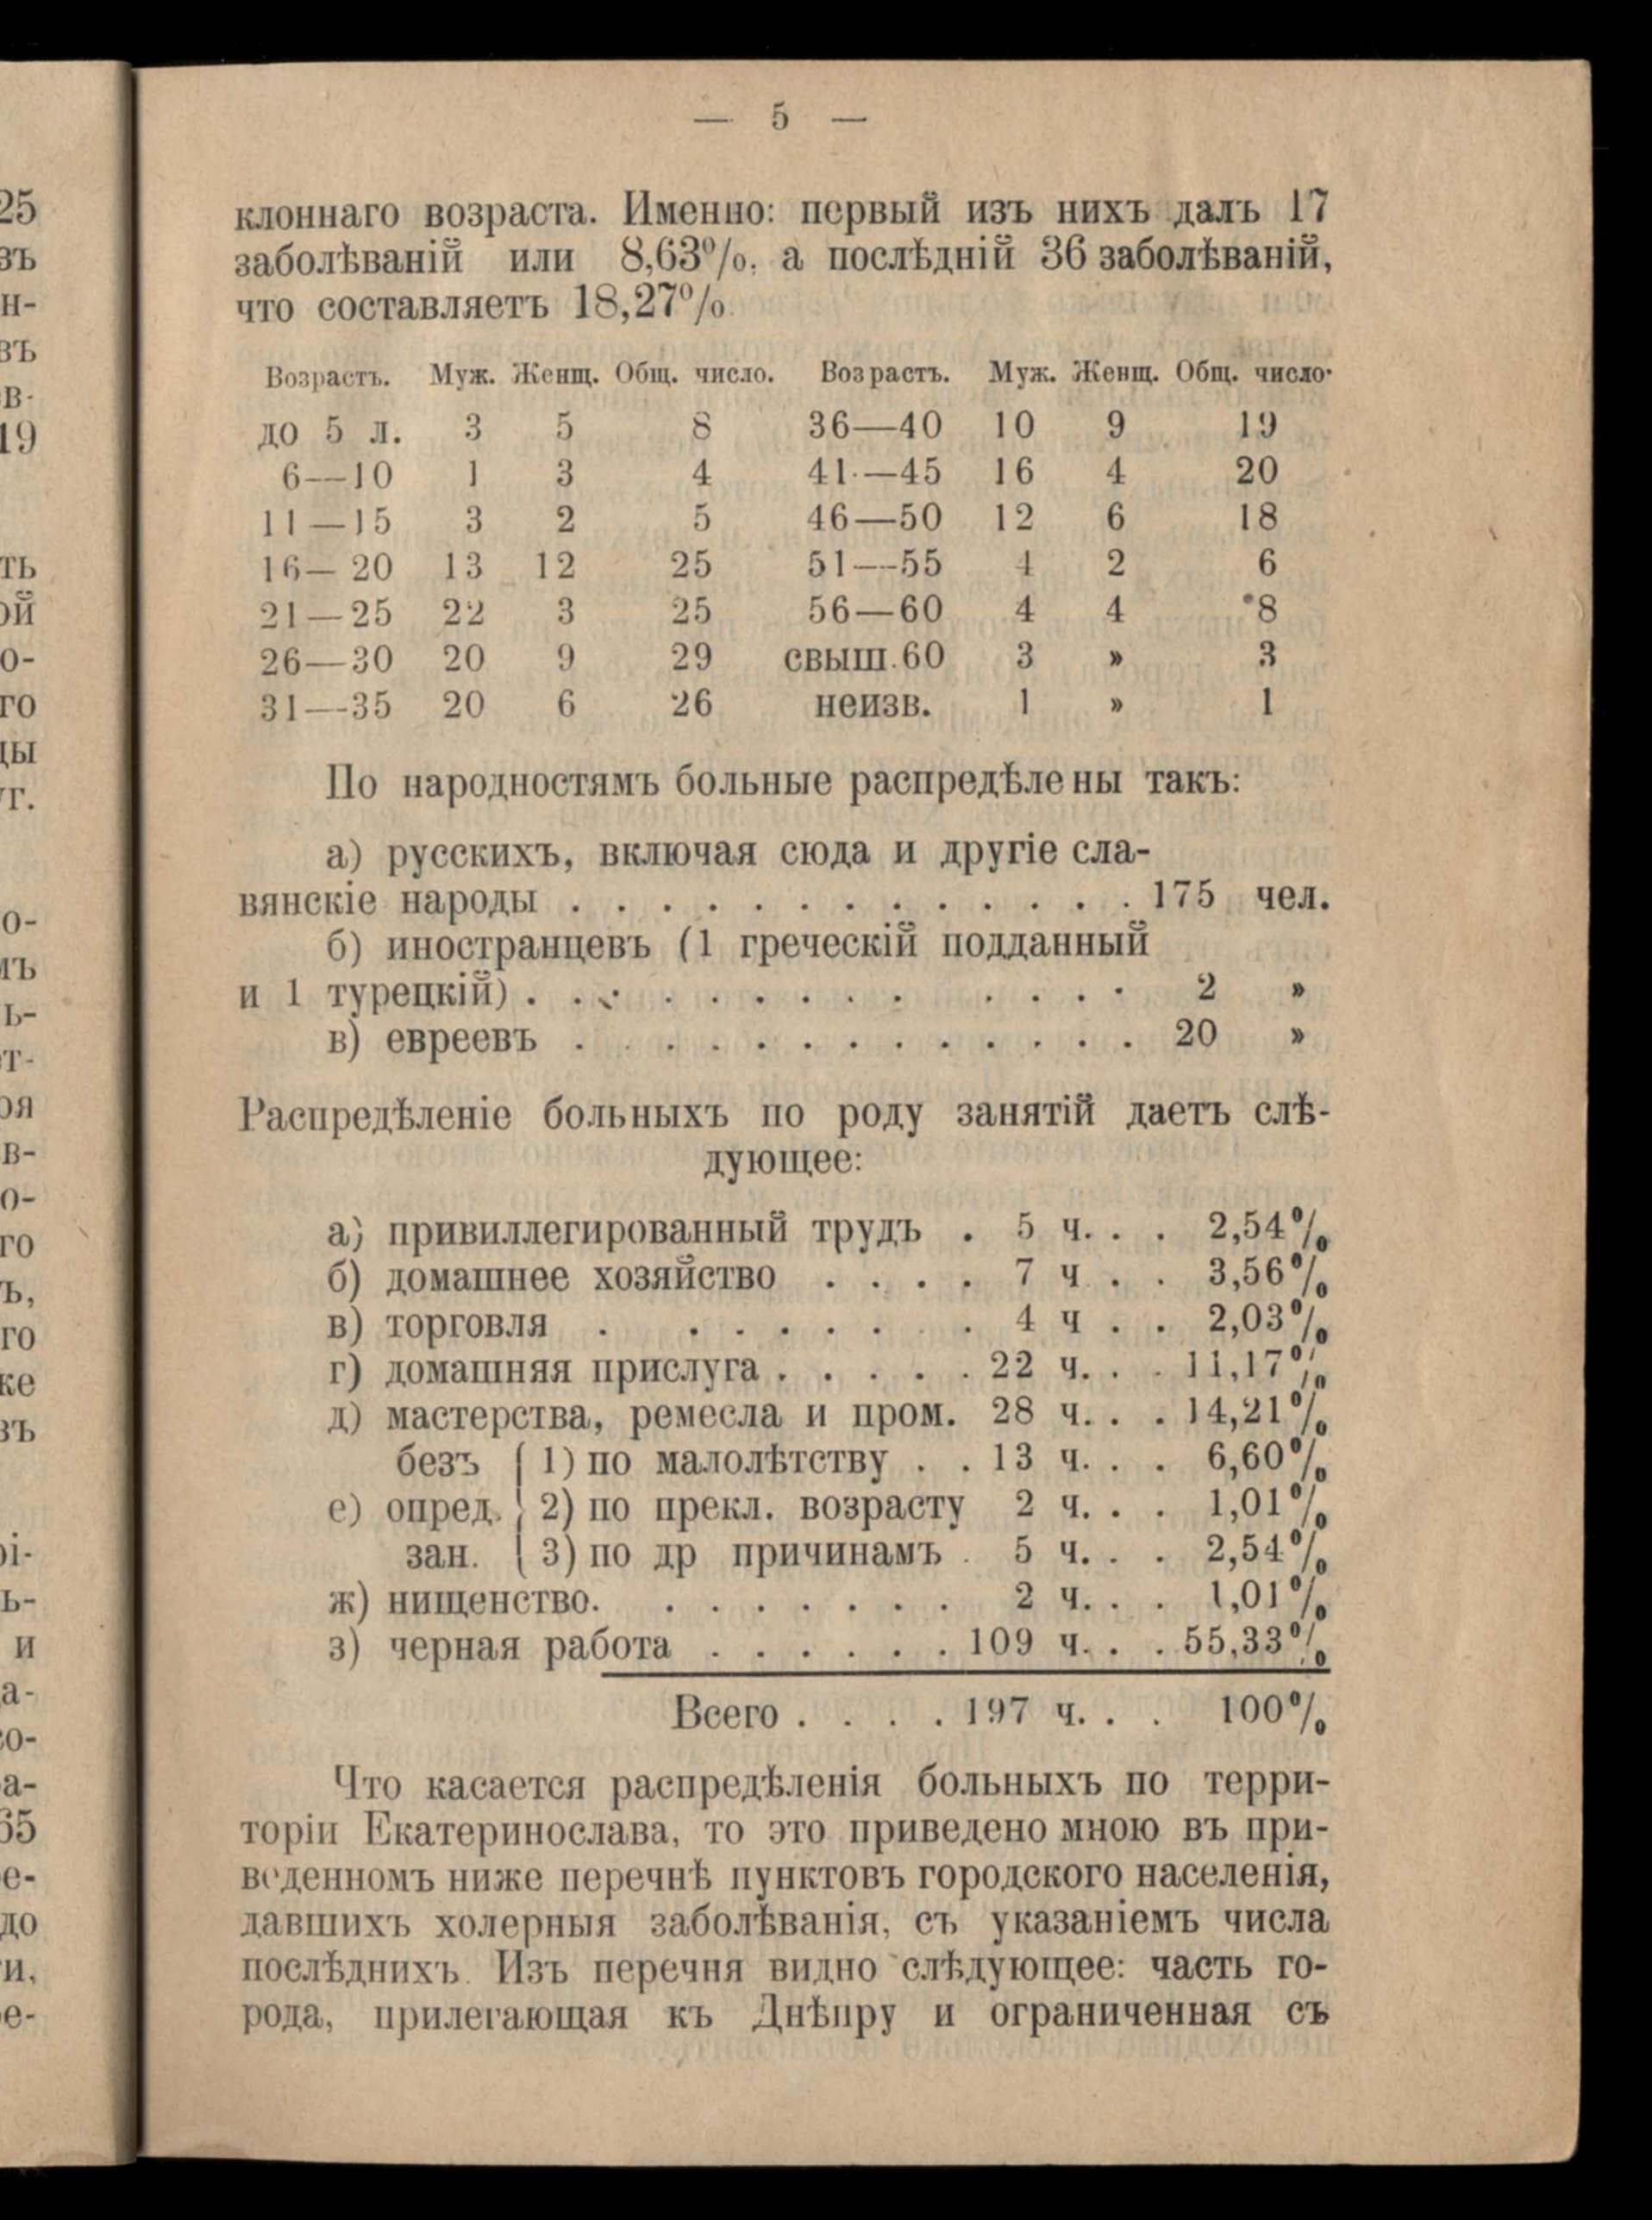 — 5 —
клоннаго возраста. Именно: первый изъ нихъ далъ 17
заболѣваній или 8,63%, а послѣдній 36 заболѣваній,
что составляетъ 18,27%
Возрастъ. Муж. Женщ. Общ. число. Возрастъ. Муж. Женщ. Общ. число.
до 5 л. 3 5 8 36—40 10 9 19
6—10 1 3 4 41—45 16 4 20
11—15 3 2 5 46—50 12 6 18
16—20 13 12 25 51—55 4 2 6
21—25 22 3 25 56—60 4 4 8
26—30 20 9 29 свыш. 60 3 » 3
31—35 20 6 26 неизв. 1 » 1
По народностямъ больные распредѣлены такъ:
а) русскихъ, включая сюда и другіе сла-
вянскіе народы . . . . . . . . . . . . . 175 чел.
б) иностранцевъ (1 греческій подданный
и 1 турецкій) . . . . . . . . . . . . . 2 »
в) евреевъ . . . . . . . . . . . . . 20 »
Распредѣленіе больныхъ по роду занятій даетъ слѣ-
дующее:
а) привиллегированный трудъ . 5 ч. . . 2,54%
б) домашнее хозяйство . . . . 7 ч . . 3,56%
в) торговля . . . . . . . . 4 ч . . 2,03%
г) домашняя прислуга . . . . . 22 ч. . . 11,17%
д) мастерства, ремесла и пром. 28 ч. . . 14,21%
безъ { 1) по малолѣтству . . 13 ч. . . 6,60%
е) опред. { 2) по прекл. возрасту 2 ч. . . 1,01%
зан. { 3) по др причинамъ . 5 ч. . . 2,54%
ж) нищенство. . . . . . . . 2 ч. . . 1,01%
з) черная работа . . . . . . 109 ч. . . 55,33%
Всего . . . . 197 ч. . . 100%
Что касается распредѣленія больныхъ по терри-
торіи Екатеринослава, то это приведено мною въ при-
веденномъ ниже перечнѣ пунктовъ городского населенія,
давшихъ холерныя заболѣванія, съ указаніемъ числа
послѣднихъ. Изъ перечня видно слѣдующее: часть го-
рода, прилегающая къ Днѣпру и ограниченная съ